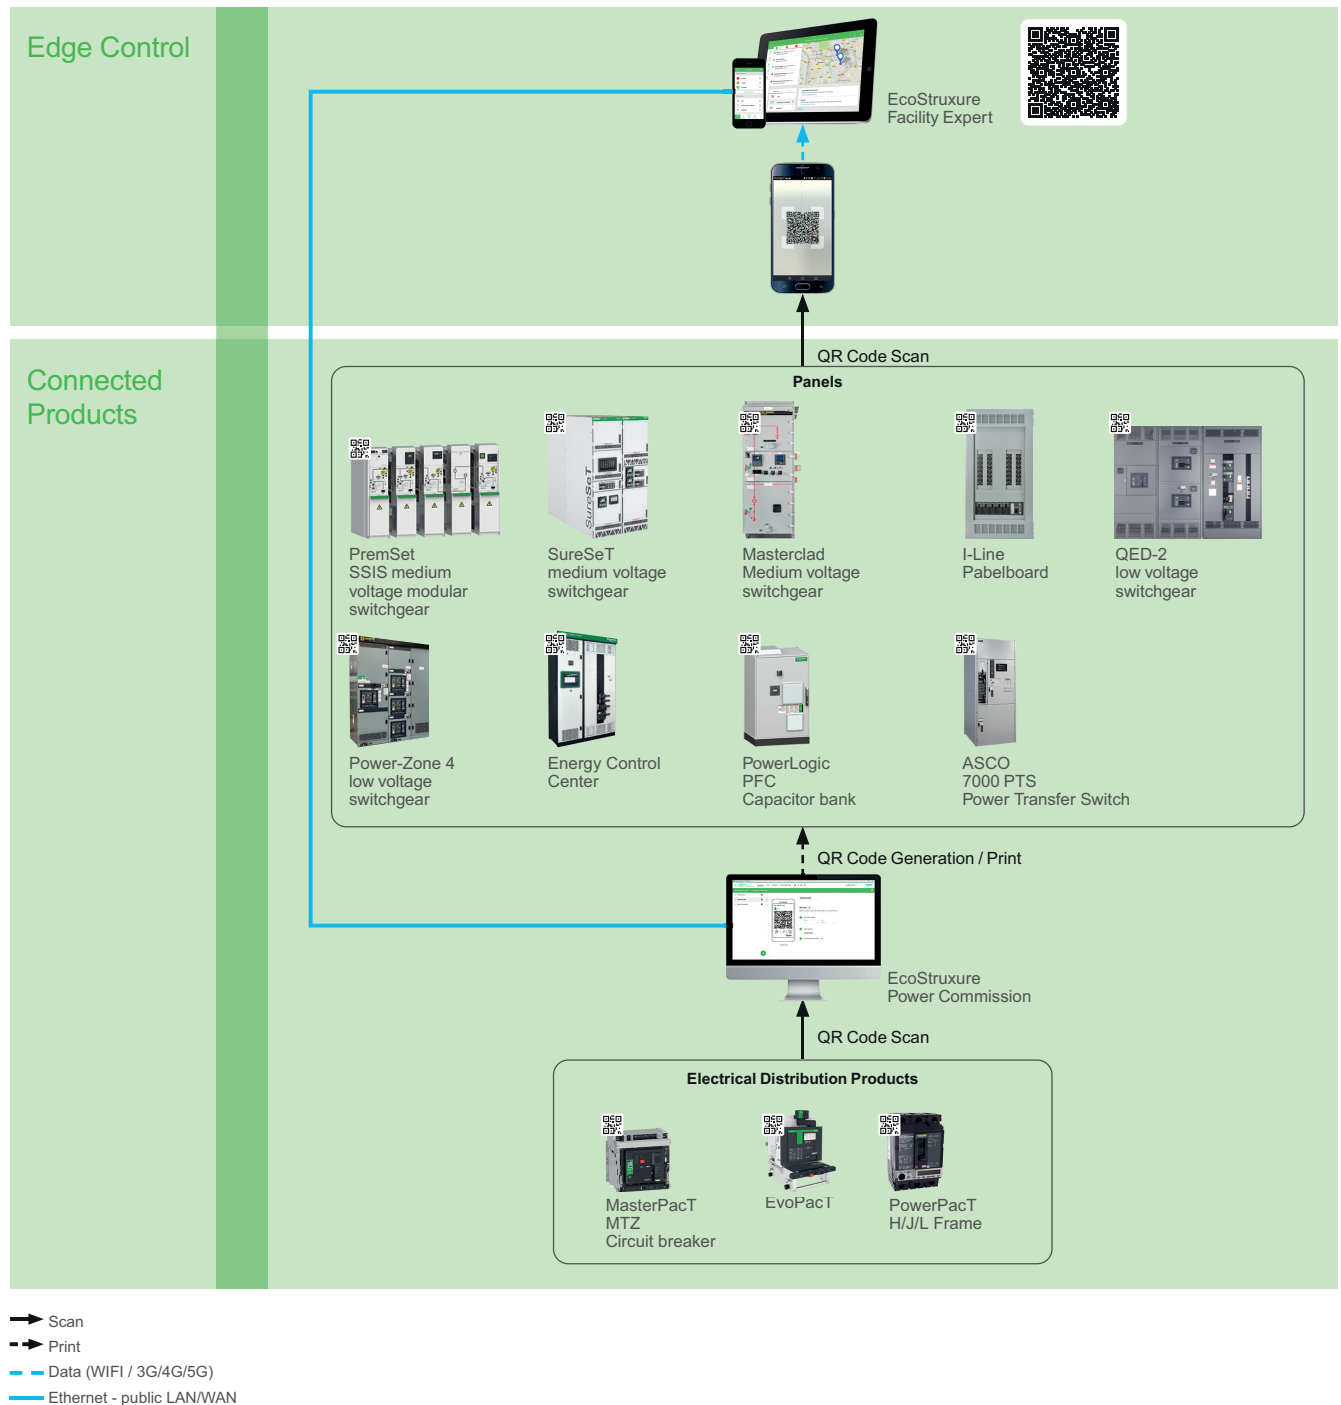 Edge Control
EcoStruxure
Facility Expert
Connected
Products
QR Code Scan
Panels
SureSeT
PremSet
SSIS medium
voltage modular
switchgear
SureSeT
medium voltage
switchgear
Masterclad
Medium voltage
switchgear
I-Line
Pabelboard
QED-2
low voltage
switchgear
Power-Zone 4
low voltage
switchgear
Energy Control
Center
PowerLogic
PFC
Capacitor bank
ASCO
7000 PTS
Power Transfer Switch
QR Code Generation / Print
EcoStruxure
Power Commission
QR Code Scan
Electrical Distribution Products
MasterPacT
MTZ
Circuit breaker
EvoPacT
PowerPacT
H/J/L Frame
Scan
Print
Data (WIFI / 3G/4G/5G)
Ethernet - public LAN/WAN